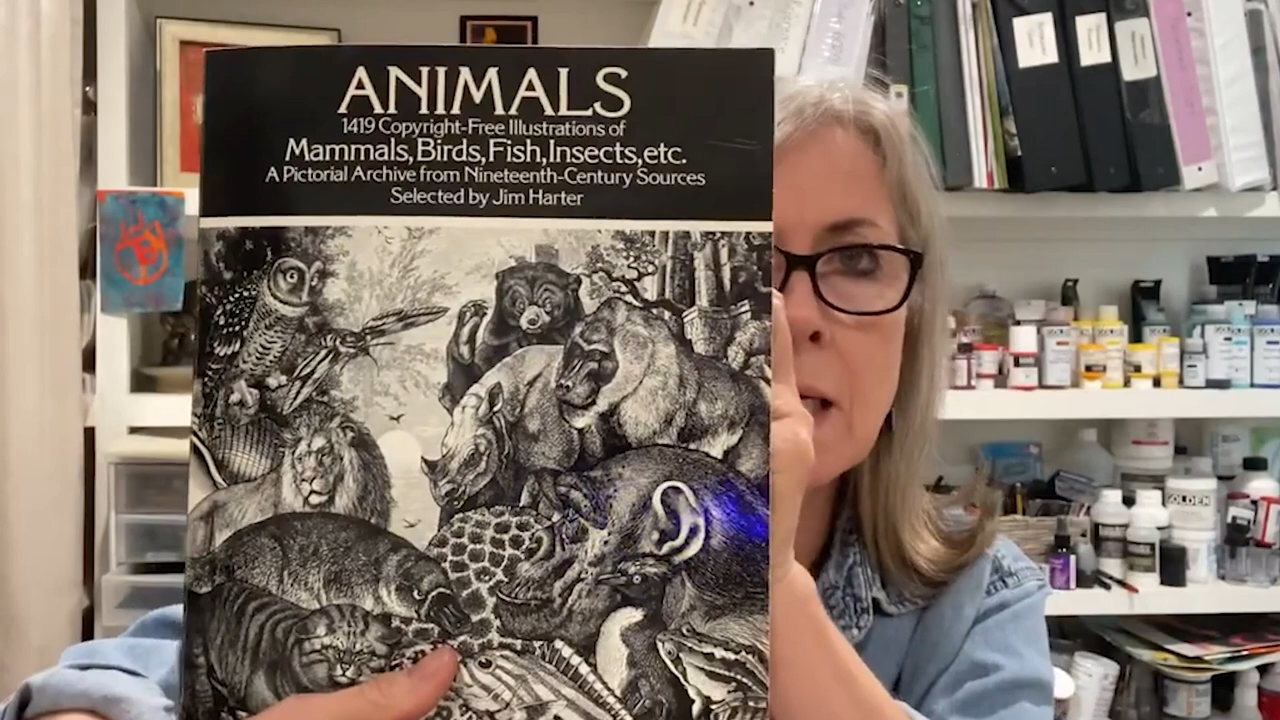 ANIMALS
1419 Copyright-Free Illustrations of
Mammals, Birds, Fish, Insects, etc.
A Pictorial Archive from Nineteenth-Century Sources
Selected by Jim Harter
GOLDEN